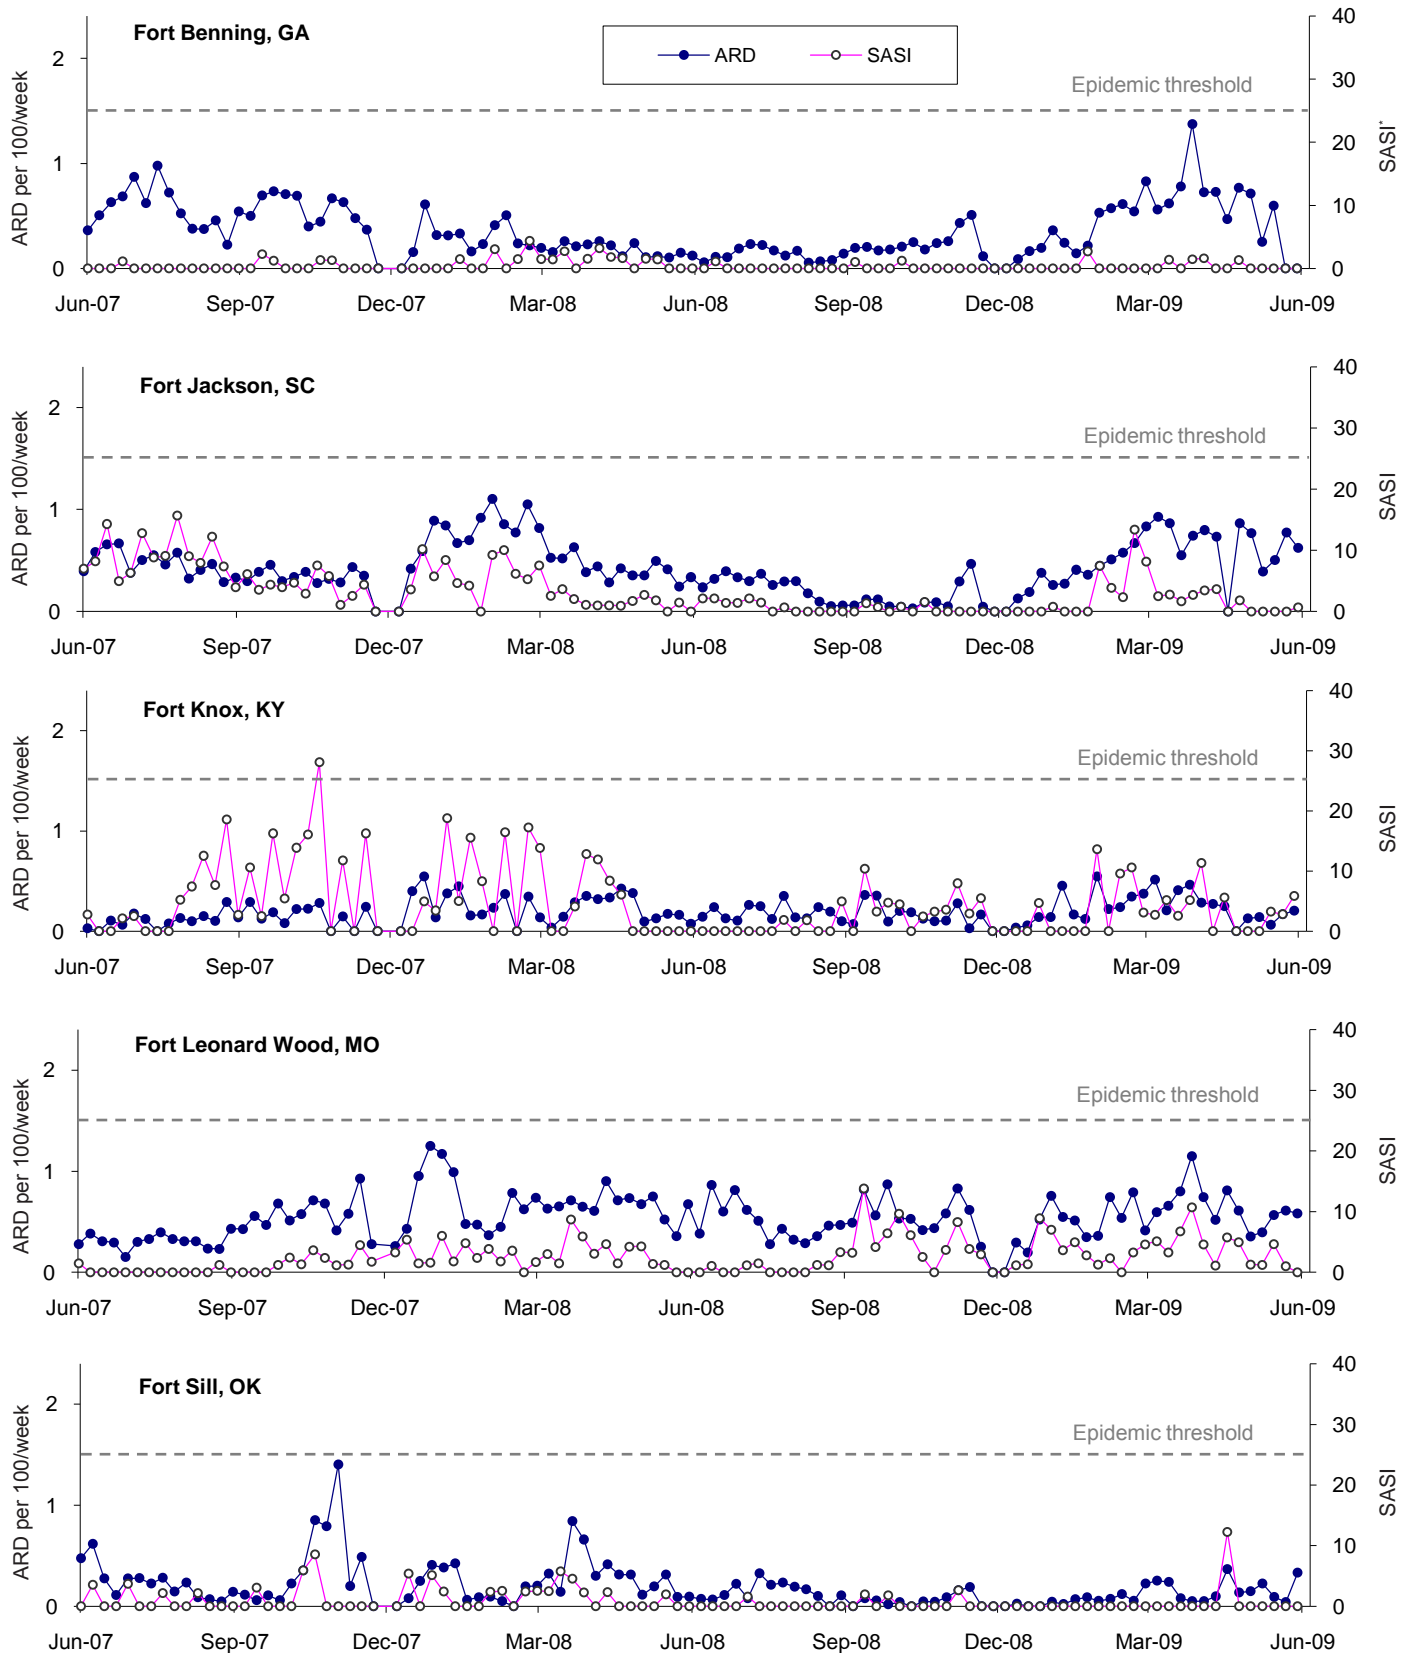 Fort Benning, GA
ARD SASI
Epidemic threshold
ARD per 100/week
2
1
0
40
30
20
10
0
SASI*
Jun-07 Sep-07 Dec-07 Mar-08 Jun-08 Sep-08 Dec-08 Mar-09 Jun-09
Fort Jackson, SC
Epidemic threshold
ARD per 100/week
2
1
0
40
30
20
10
0
SASI
Jun-07 Sep-07 Dec-07 Mar-08 Jun-08 Sep-08 Dec-08 Mar-09 Jun-09
Fort Knox, KY
Epidemic threshold
ARD per 100/week
2
1
0
40
30
20
10
0
SASI
Jun-07 Sep-07 Dec-07 Mar-08 Jun-08 Sep-08 Dec-08 Mar-09 Jun-09
Fort Leonard Wood, MO
Epidemic threshold
ARD per 100/week
2
1
0
40
30
20
10
0
SASI
Jun-07 Sep-07 Dec-07 Mar-08 Jun-08 Sep-08 Dec-08 Mar-09 Jun-09
Fort Sill, OK
Epidemic threshold
ARD per 100/week
2
1
0
40
30
20
10
0
SASI
Jun-07 Sep-07 Dec-07 Mar-08 Jun-08 Sep-08 Dec-08 Mar-09 Jun-09